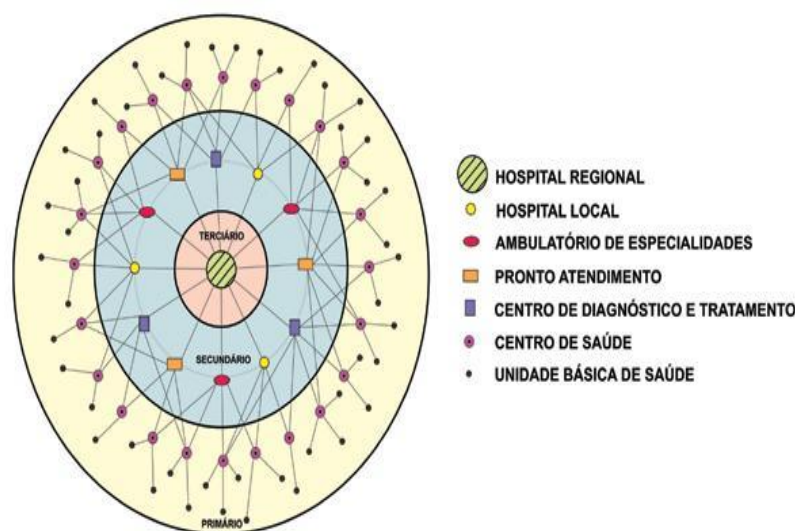 TERCIÁRIO
SECUNDÁRIO
PRIMÁRIO
HOSPITAL REGIONAL
HOSPITAL LOCAL
AMBULATÓRIO DE ESPECIALIDADES
PRONTO ATENDIMENTO
CENTRO DE DIAGNÓSTICO E TRATAMENTO
CENTRO DE SAÚDE
UNIDADE BÁSICA DE SAÚDE